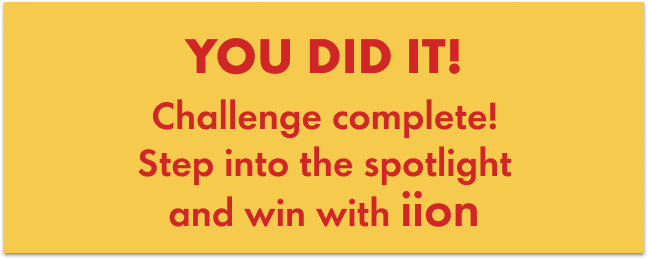 YOU DID IT!
Challenge complete!
Step into the spotlight
and win with iion